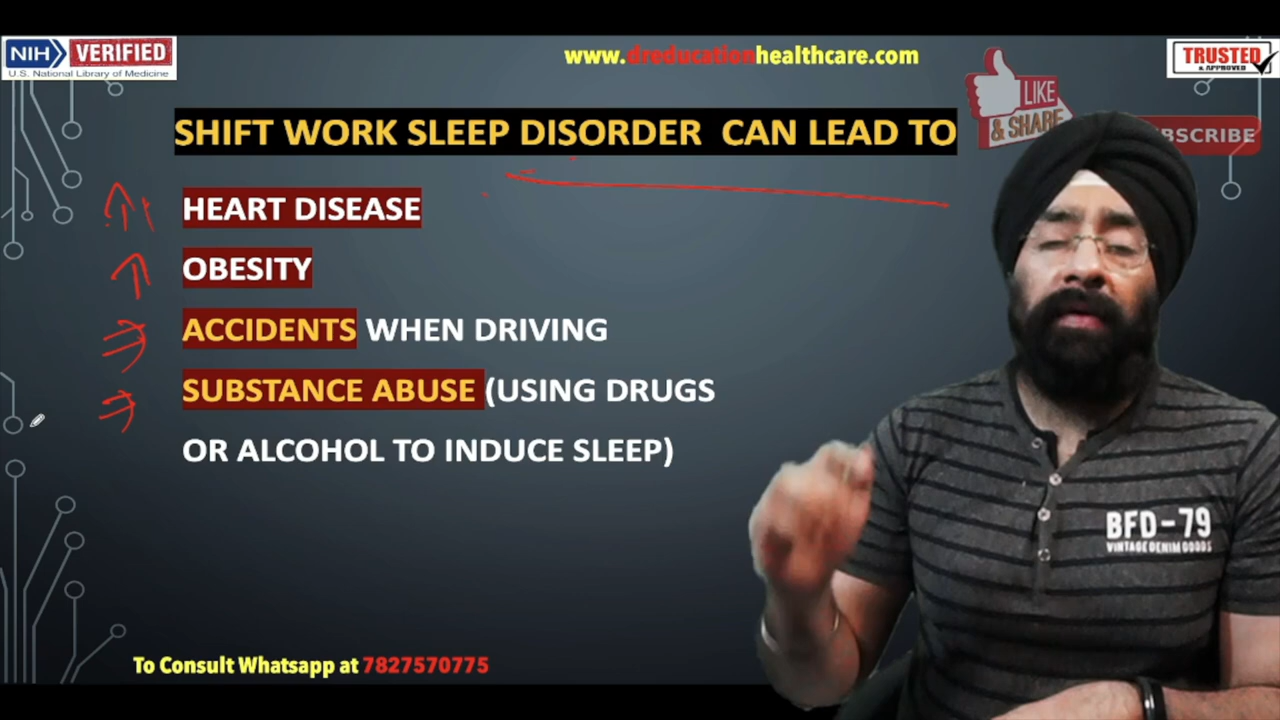 NIH VERIFIED
U.S. National Library of Medicine
www.dreducationhealthcare.com
TRUSTED
& APPROVED
LIKE
& SHARE
SUBSCRIBE
SHIFT WORK SLEEP DISORDER CAN LEAD TO
HEART DISEASE
OBESITY
ACCIDENTS WHEN DRIVING
SUBSTANCE ABUSE (USING DRUGS
OR ALCOHOL TO INDUCE SLEEP)
BFD-79
VINTAGE DENIM GOODS
To Consult Whatsapp at 7827570775